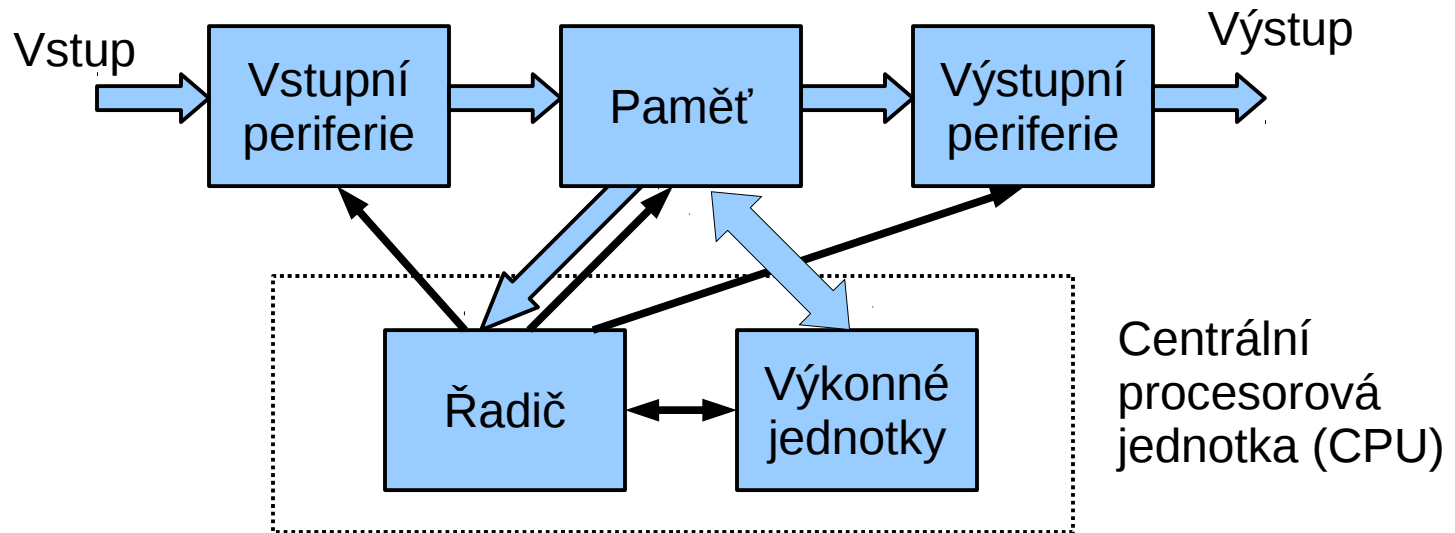 Vstup
Vstupní
periferie
Paměť
Výstupní
periferie
Výstup
Řadič
Výkonné
jednotky
Centrální
procesorová
jednotka (CPU)